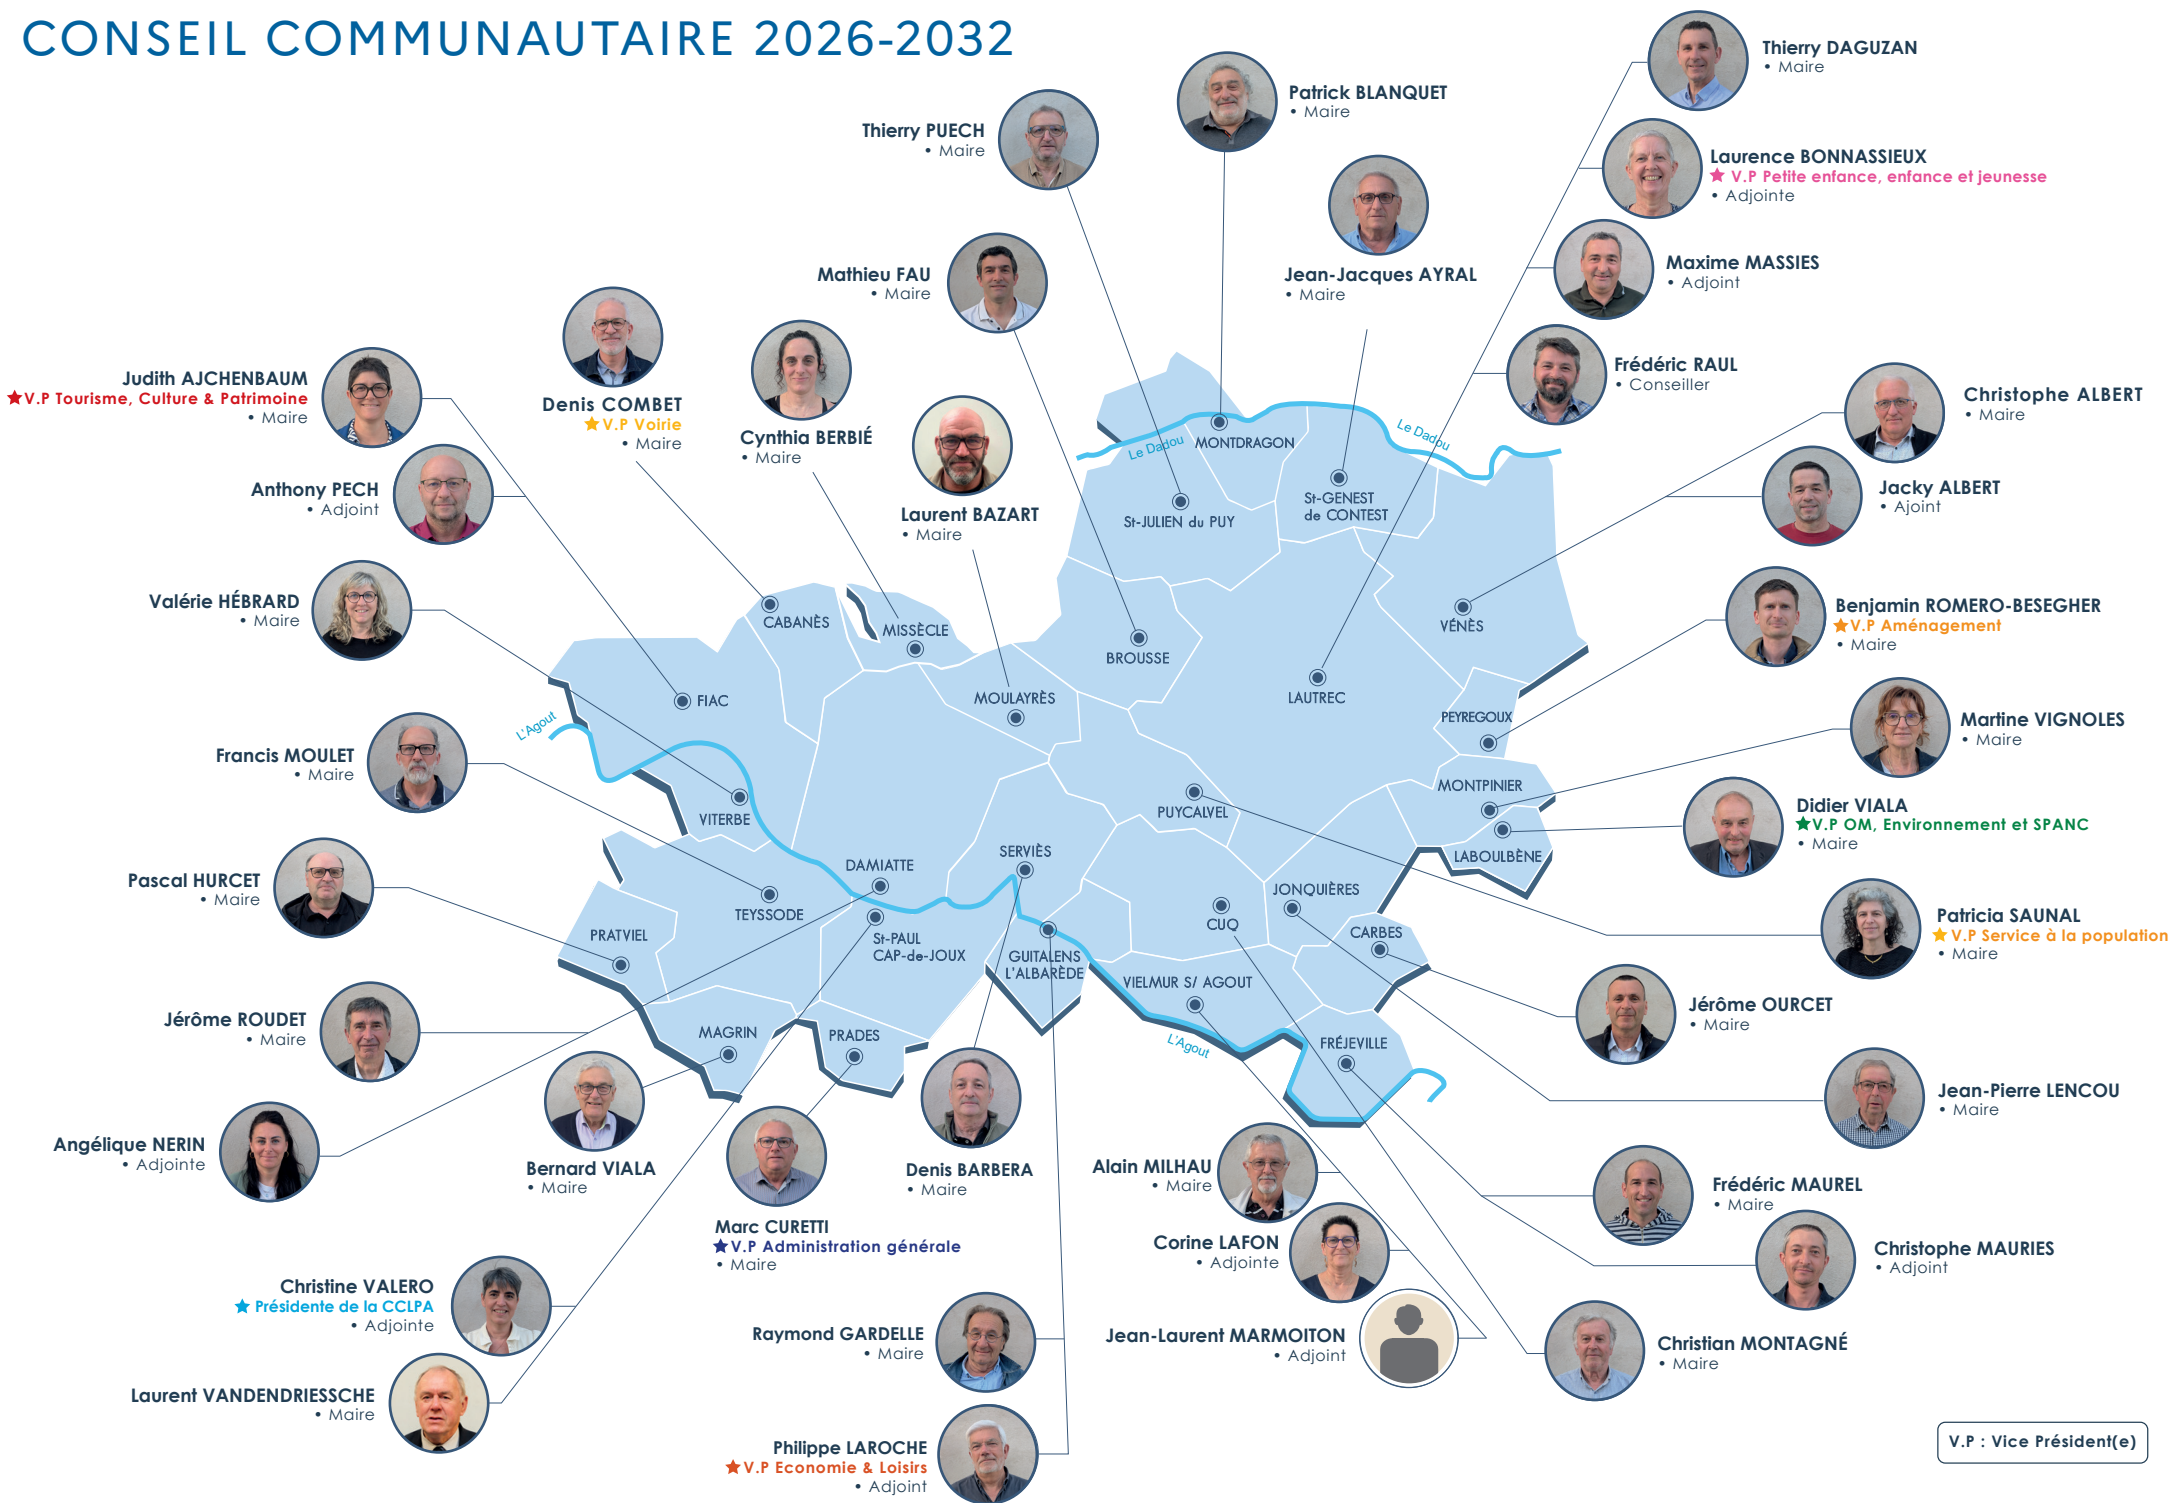 CONSEIL COMMUNAUTAIRE 2026-2032
Thierry DAGUZAN
• Maire
Patrick BLANQUET
• Maire
Thierry PUECH
• Maire
Laurence BONNASSIEUX
★ V.P Petite enfance, enfance et jeunesse
• Adjointe
Jean-Jacques AYRAL
• Maire
Maxime MASSIES
• Adjoint
Mathieu FAU
• Maire
Frédéric RAUL
• Conseiller
Judith AJCHENBAUM
★V.P Tourisme, Culture & Patrimoine
• Maire
Denis COMBET
★V.P Voirie
• Maire
Cynthia BERBIÉ
• Maire
Laurent BAZART
• Maire
Christophe ALBERT
• Maire
Anthony PECH
• Adjoint
Jacky ALBERT
• Ajoint
Valérie HÉBRARD
• Maire
Benjamin ROMERO-BESEGHER
★V.P Aménagement
• Maire
Francis MOULET
• Maire
Martine VIGNOLES
• Maire
Didier VIALA
★V.P OM, Environnement et SPANC
• Maire
Pascal HURCET
• Maire
Patricia SAUNAL
★ V.P Service à la population
• Maire
Jérôme ROUDET
• Maire
Jérôme OURCET
• Maire
Jean-Pierre LENCOU
• Maire
Angélique NERIN
• Adjointe
Bernard VIALA
• Maire
Marc CURETTI
★V.P Administration générale
• Maire
Denis BARBERA
• Maire
Alain MILHAU
• Maire
Corine LAFON
• Adjointe
Jean-Laurent MARMOITON
• Adjoint
Frédéric MAUREL
• Maire
Christophe MAURIES
• Adjoint
Christian MONTAGNÉ
• Maire
Christine VALERO
★ Présidente de la CCLPA
• Adjointe
Laurent VANDENDRIESSCHE
• Maire
Raymond GARDELLE
• Maire
Philippe LAROCHE
★V.P Economie & Loisirs
• Adjoint
Le Dadou
MONTDRAGON
Le Dadou
St-GENEST
de CONTEST
St-JULIEN du PUY
CABANÈS
MISSÈCLE
BROUSSE
VÉNÈS
LAUTREC
FIAC
MOULAYRÈS
PEYREGOUX
L'Agout
MONTPINIER
PUYCALVEL
VITERBE
LABOULBÈNE
SERVIÈS
DAMIATTE
JONQUIÈRES
TEYSSODE
CUQ
CARBES
PRATVIEL
St-PAUL
CAP-de-JOUX
GUITALENS
L'ALBARÈDE
VIELMUR S/ AGOUT
MAGRIN
PRADES
L'Agout
FRÉJEVILLE
V.P : Vice Président(e)